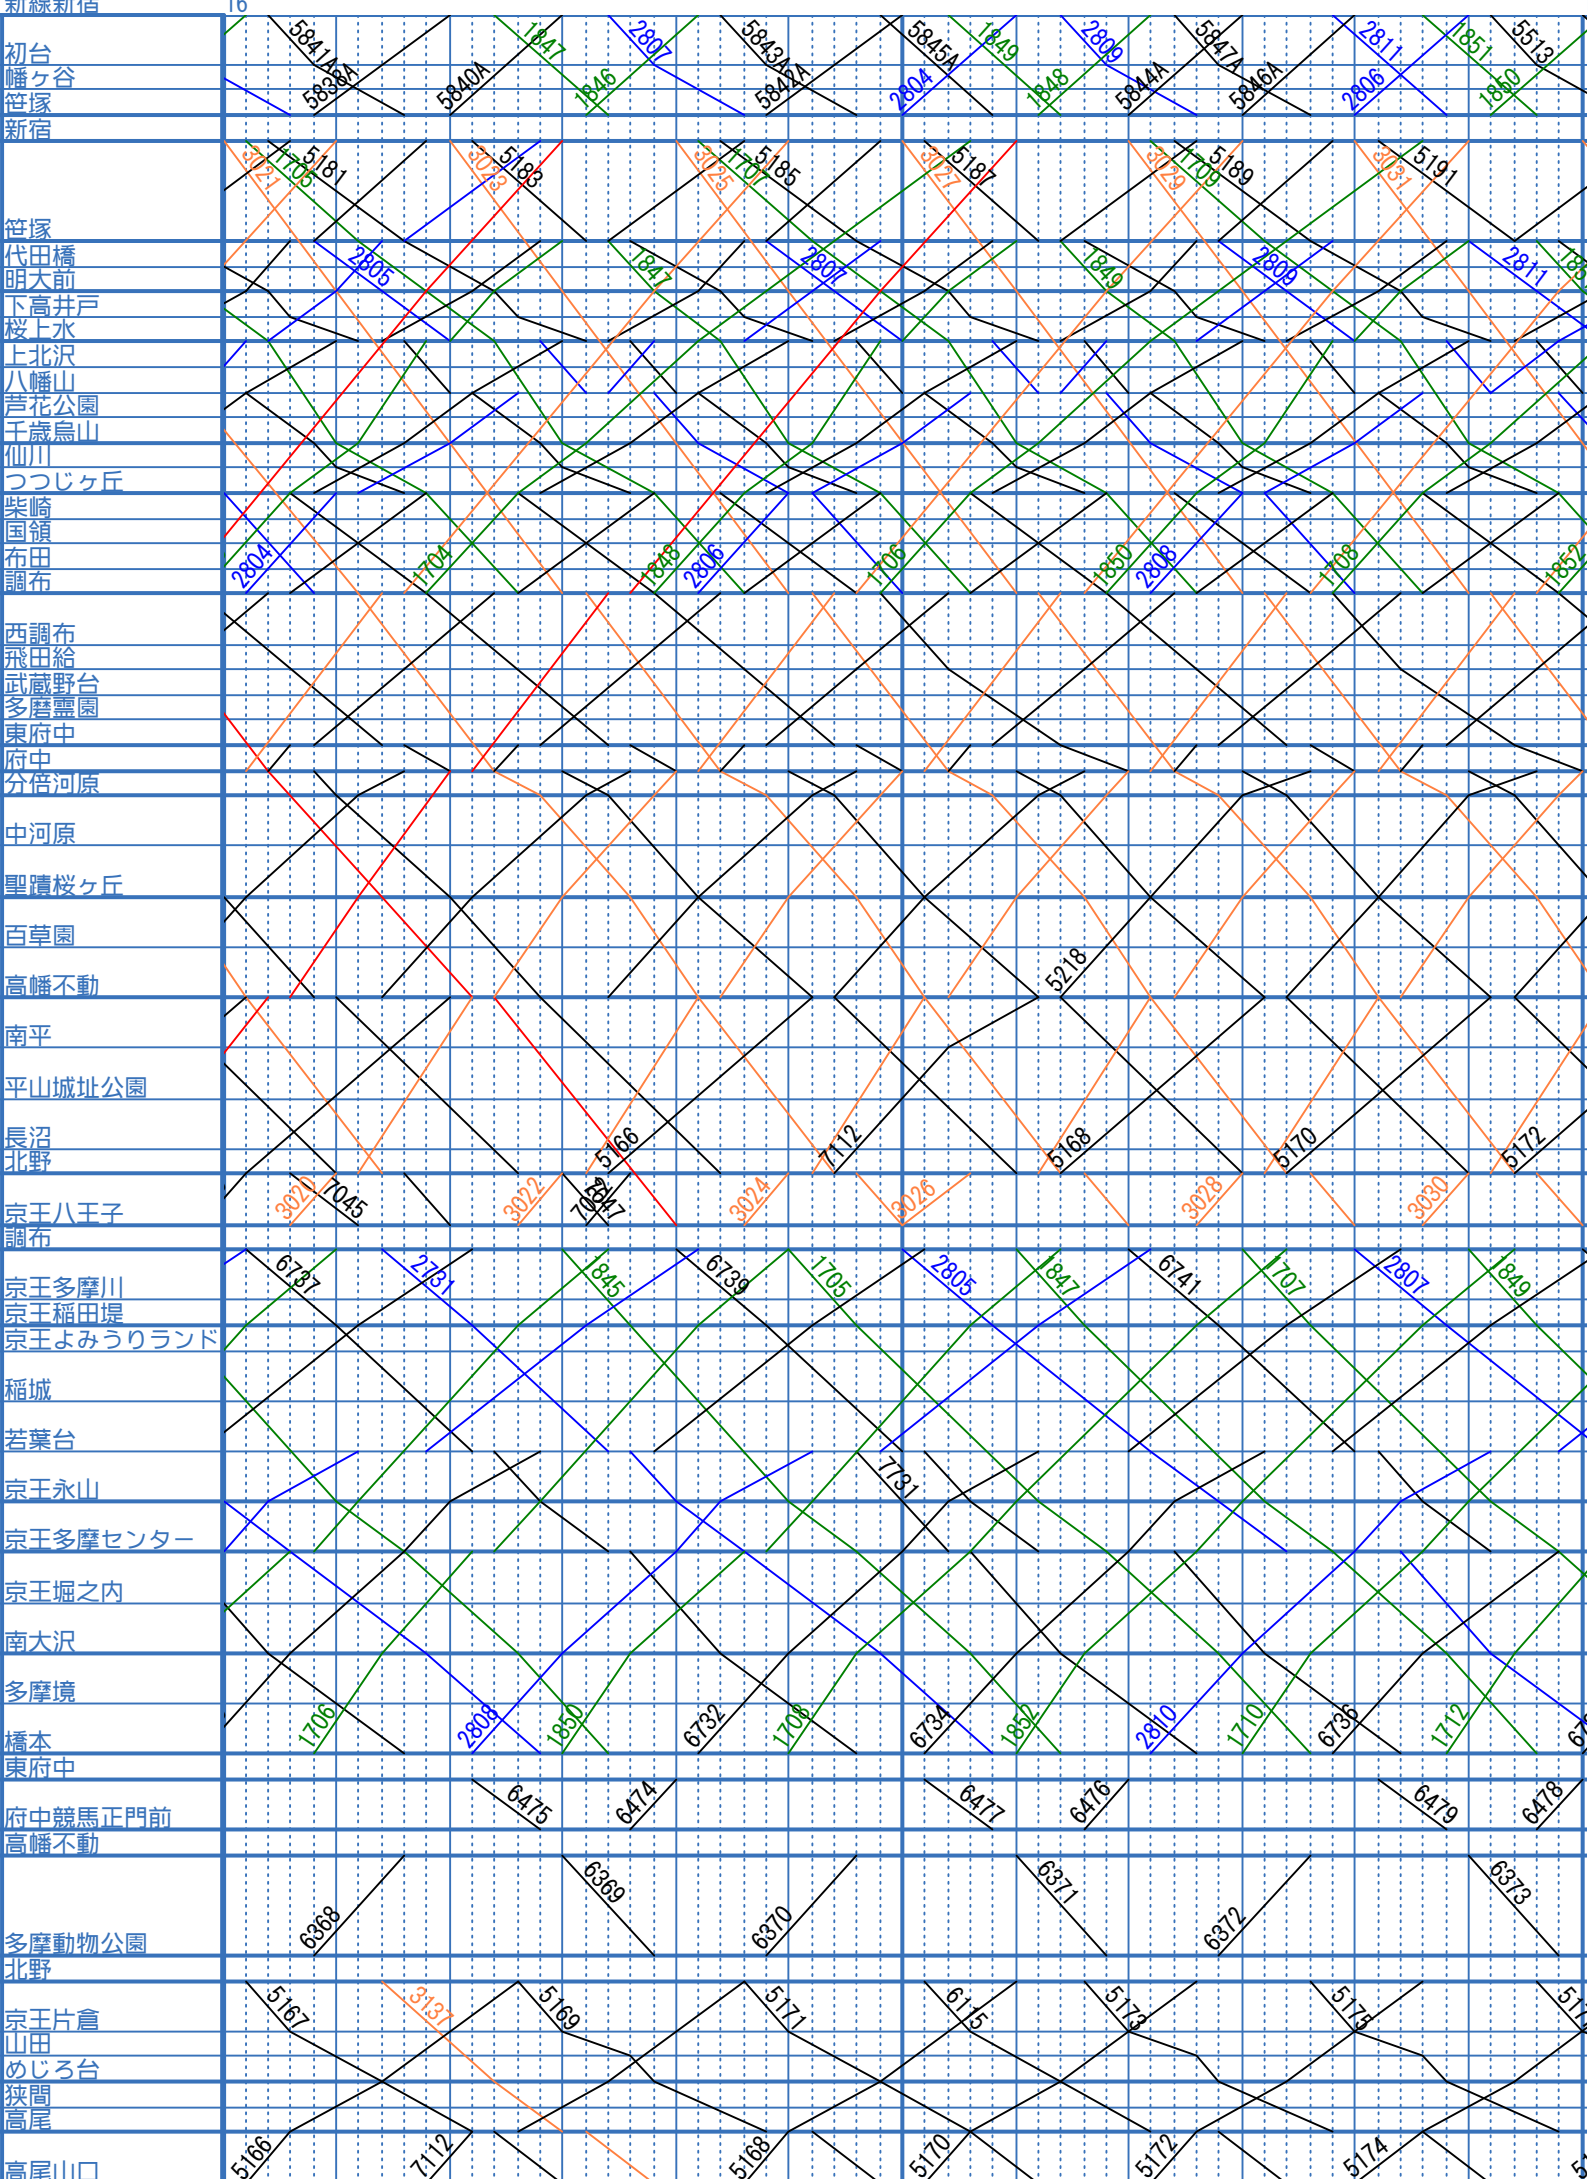 新線新宿 16
5841A 1847 2807 5843A 5845A 1849 2809 5847A 2811 1851 5513
初台
幡ヶ谷
5838A 5840A 1846 5842A 2804 1848 5844A 5846A 2806 1850
笹塚
新宿
3021 1705 5181 3023 5183 3025 1707 5185 3027 5187 3029 1709 5189 3031 5191
笹塚
代田橋
2805 1847 2807 1849 2809 2811
明大前
下高井戸
桜上水
上北沢
八幡山
芦花公園
千歳烏山
仙川
つつじヶ丘
柴崎
国領
布田
2804 1704 1848 2806 1706 1850 2808 1708 1852
調布
西調布
飛田給
武蔵野台
多磨霊園
東府中
府中
分倍河原
中河原
聖蹟桜ヶ丘
百草園
5218
高幡不動
南平
平山城址公園
長沼
5166 7112 5168 5170 5172
北野
3020 7045 3022 3024 3026 3028 3030
京王八王子
調布
6737 2731 1845 6739 1705 2805 1847 6741 1707 2807 1849
京王多摩川
京王稲田堤
京王よみうりランド
稲城
若葉台
7731
京王永山
京王多摩センター
京王堀之内
南大沢
多摩境
1706 2808 1850 6732 1708 6734 1852 2810 1710 6736 1712
橋本
東府中
6475 6474 6477 6476 6479 6478
府中競馬正門前
高幡不動
6369 6371 6373
6368 6370 6372
多摩動物公園
北野
5167 3137 5169 5171 6115 5173 5175
京王片倉
山田
めじろ台
狭間
高尾
5166 7112 5168 5170 5172 5174
高尾山口